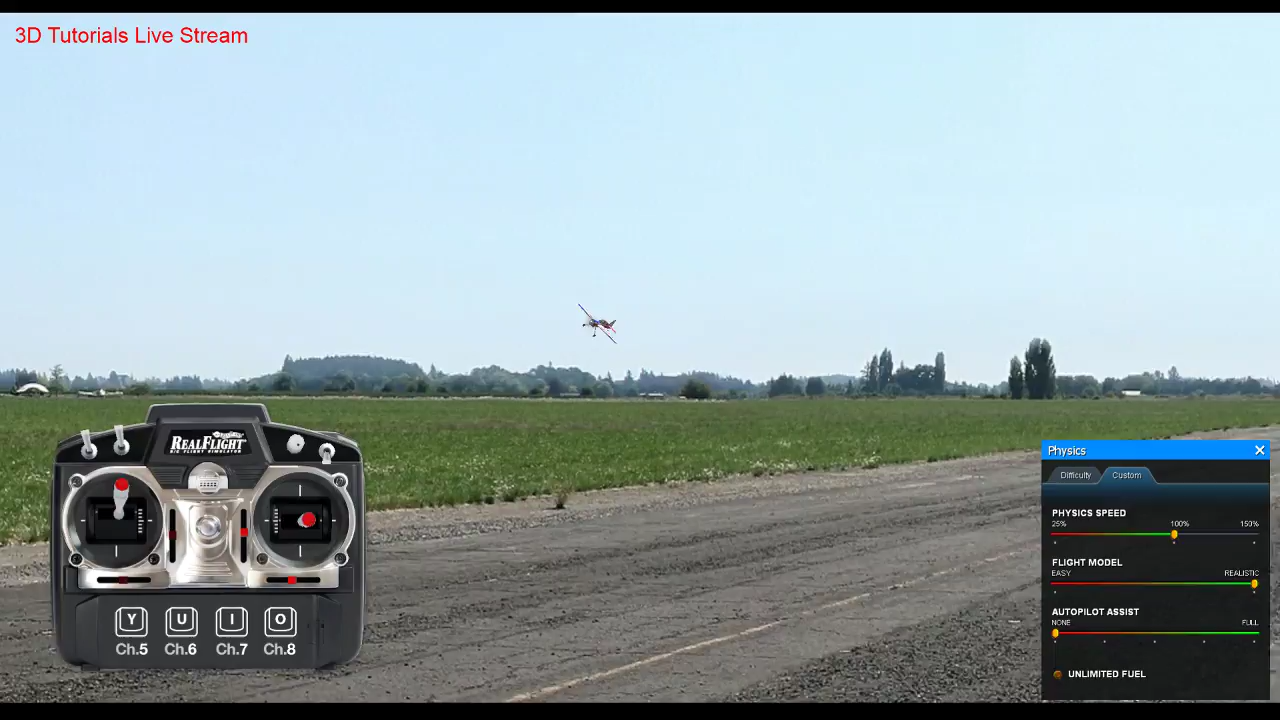 3D Tutorials Live Stream
REALFLIGHT
R/C FLIGHT SIMULATOR
Y U I O
Ch.5 Ch.6 Ch.7 Ch.8
Physics
Difficulty Custom
PHYSICS SPEED
25% 100% 150%
FLIGHT MODEL
EASY REALISTIC
AUTOPILOT ASSIST
NONE FULL
UNLIMITED FUEL